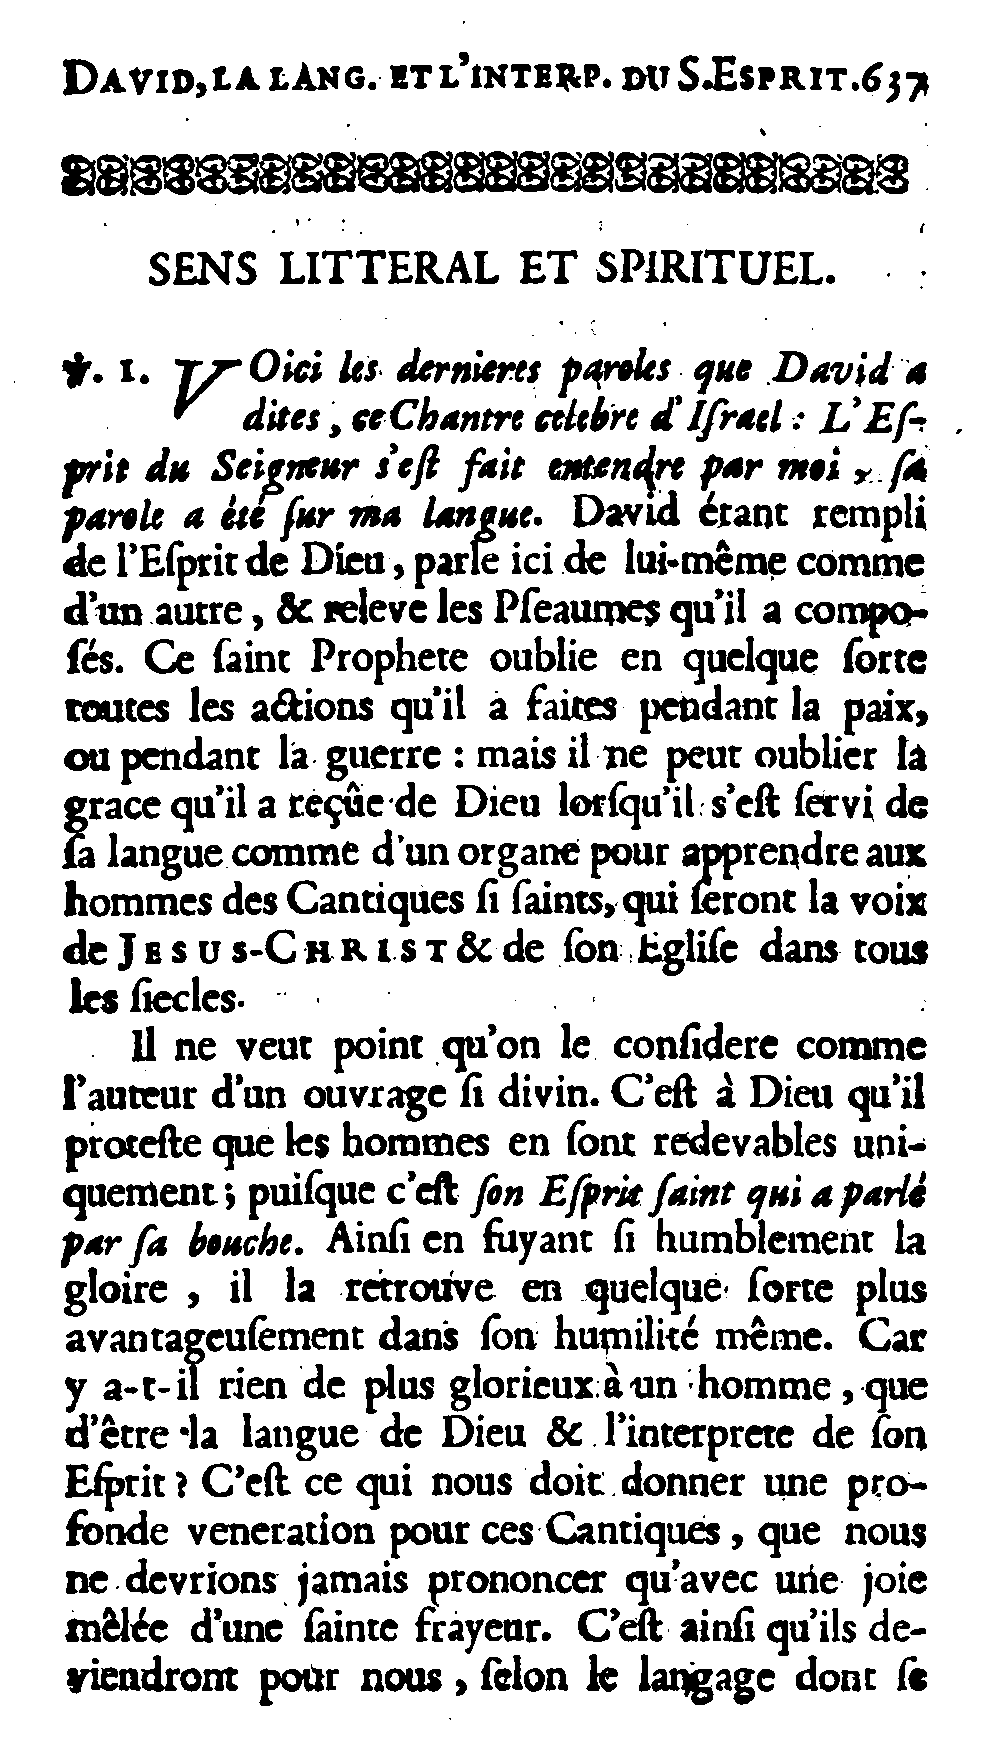 DAVID, LA LANG. ET L'INTERP. DU S. ESPRIT. 637
SENS LITTERAL ET SPIRITUEL.
℣. 1. VOici les dernieres paroles que David a
dites, ce Chantre celebre d'Iſrael : L'Eſ-
prit du Seigneur s'eſt fait entendre par moi, ſa
parole a été ſur ma langue. David étant rempli
de l'Eſprit de Dieu, parle ici de lui-même comme
d'un autre, & releve les Pſeaumes qu'il a compo-
ſés. Ce ſaint Prophete oublie en quelque ſorte
toutes les actions qu'il a faites pendant la paix,
ou pendant la guerre : mais il ne peut oublier la
grace qu'il a reçûe de Dieu lorſqu'il s'eſt ſervi de
ſa langue comme d'un organe pour apprendre aux
hommes des Cantiques ſi ſaints, qui ſeront la voix
de JESUS-CHRIST & de ſon Egliſe dans tous
les ſiecles.
Il ne veut point qu'on le conſidere comme
l'auteur d'un ouvrage ſi divin. C'eſt à Dieu qu'il
proteſte que les hommes en ſont redevables uni-
quement ; puiſque c'eſt ſon Eſprit ſaint qui a parlé
par ſa bouche. Ainſi en fuyant ſi humblement la
gloire , il la retrouve en quelque ſorte plus
avantageuſement dans ſon humilité même. Car
y a-t-il rien de plus glorieux à un homme , que
d'être la langue de Dieu & l'interprete de ſon
Eſprit ? C'eſt ce qui nous doit donner une pro-
fonde veneration pour ces Cantiques , que nous
ne devrions jamais prononcer qu'avec une joie
mêlée d'une ſainte frayeur. C'eſt ainſi qu'ils de-
viendront pour nous , ſelon le langage dont ſe